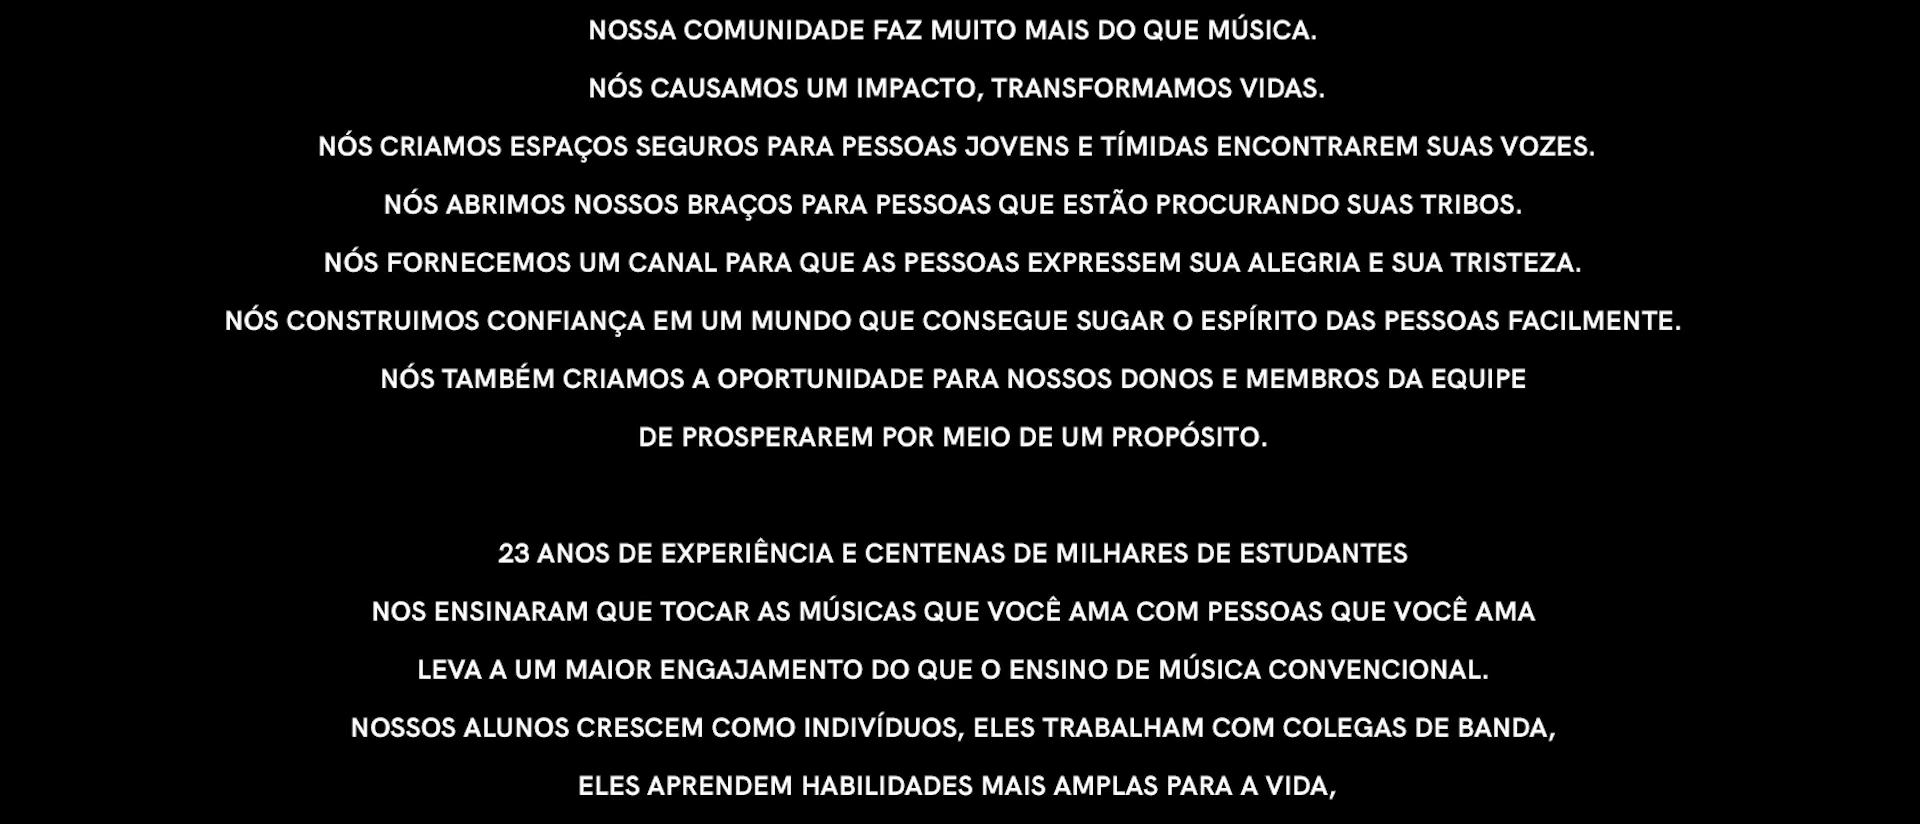 NOSSA COMUNIDADE FAZ MUITO MAIS DO QUE MÚSICA.
NÓS CAUSAMOS UM IMPACTO, TRANSFORMAMOS VIDAS.
NÓS CRIAMOS ESPAÇOS SEGUROS PARA PESSOAS JOVENS E TÍMIDAS ENCONTRAREM SUAS VOZES.
NÓS ABRIMOS NOSSOS BRAÇOS PARA PESSOAS QUE ESTÃO PROCURANDO SUAS TRIBOS.
NÓS FORNECEMOS UM CANAL PARA QUE AS PESSOAS EXPRESSEM SUA ALEGRIA E SUA TRISTEZA.
NÓS CONSTRUIMOS CONFIANÇA EM UM MUNDO QUE CONSEGUE SUGAR O ESPÍRITO DAS PESSOAS FACILMENTE.
NÓS TAMBÉM CRIAMOS A OPORTUNIDADE PARA NOSSOS DONOS E MEMBROS DA EQUIPE
DE PROSPERAREM POR MEIO DE UM PROPÓSITO.
23 ANOS DE EXPERIÊNCIA E CENTENAS DE MILHARES DE ESTUDANTES
NOS ENSINARAM QUE TOCAR AS MÚSICAS QUE VOCÊ AMA COM PESSOAS QUE VOCÊ AMA
LEVA A UM MAIOR ENGAJAMENTO DO QUE O ENSINO DE MÚSICA CONVENCIONAL.
NOSSOS ALUNOS CRESCEM COMO INDIVÍDUOS, ELES TRABALHAM COM COLEGAS DE BANDA,
ELES APRENDEM HABILIDADES MAIS AMPLAS PARA A VIDA,